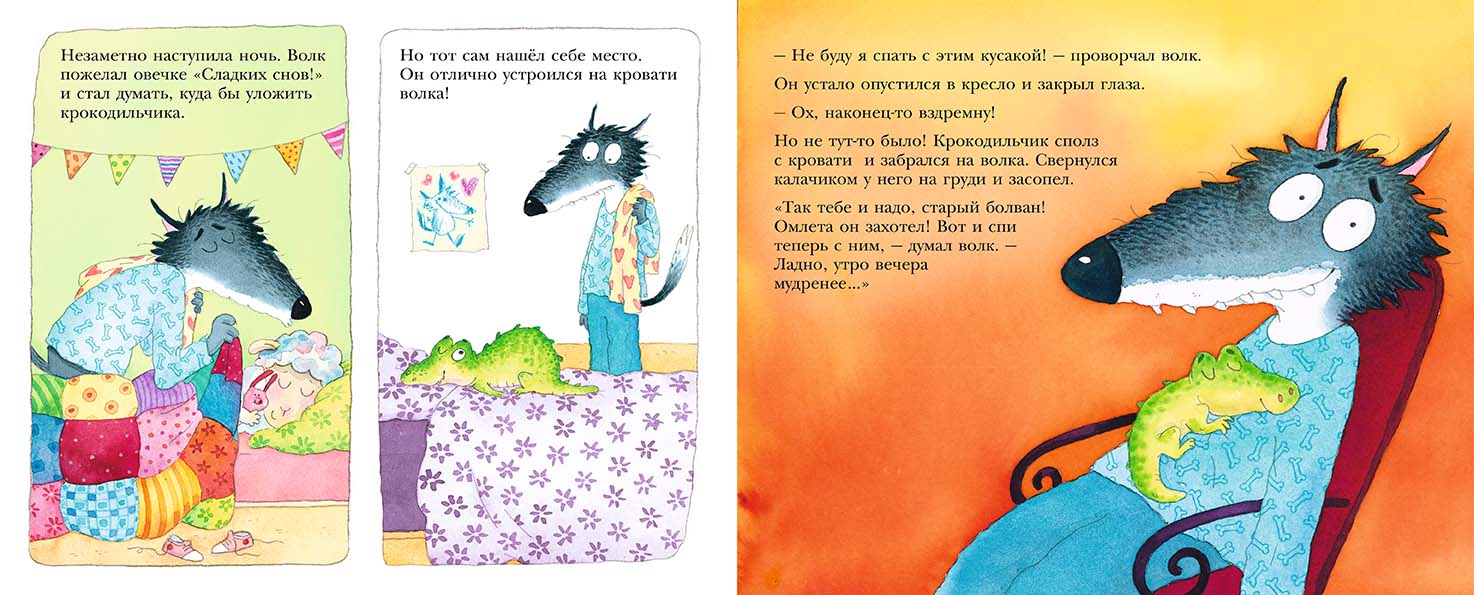 Незаметно наступила ночь. Волк
пожелал овечке «Сладких снов!»
и стал думать, куда бы уложить
крокодильчика.
Но тот сам нашёл себе место.
Он отлично устроился на кровати
волка!
— Не буду я спать с этим кусакой! — проворчал волк.
Он устало опустился в кресло и закрыл глаза.
— Ох, наконец-то вздремну!
Но не тут-то было! Крокодильчик сполз
с кровати и забрался на волка. Свернулся
калачиком у него на груди и засопел.
«Так тебе и надо, старый болван!
Омлета он захотел! Вот и спи
теперь с ним, — думал волк. —
Ладно, утро вечера
мудренее...»